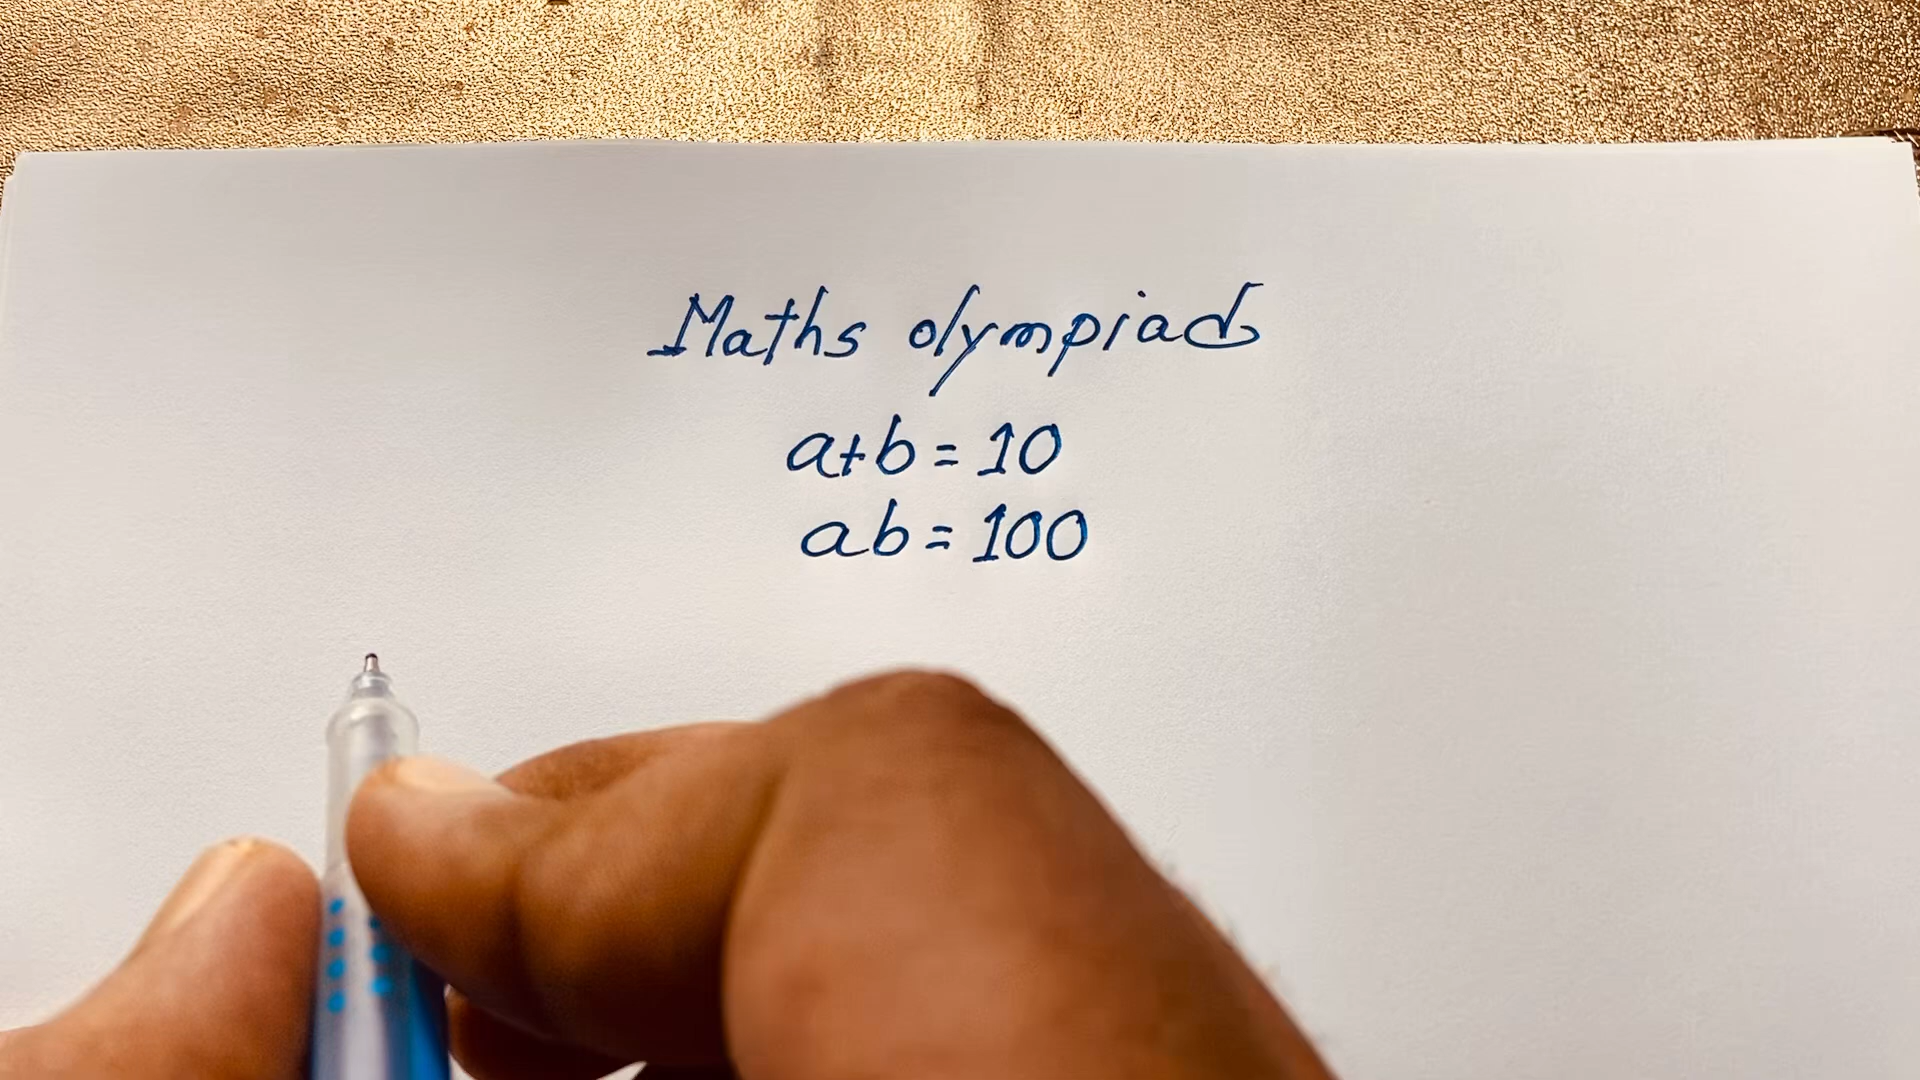 Maths olympiad
a+b = 10
ab = 100